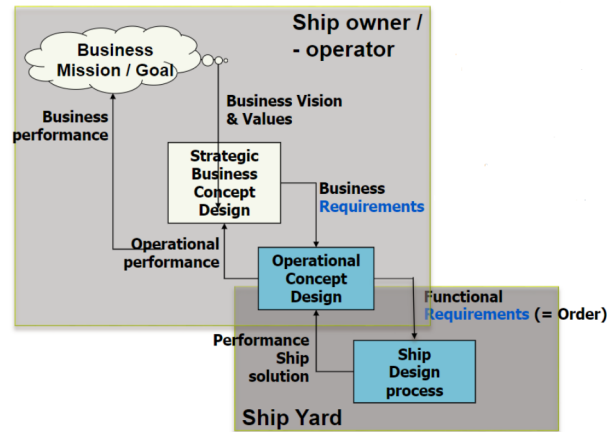 Ship owner /
- operator
Business
Mission / Goal
Business
performance
Business Vision
& Values
Strategic
Business
Concept
Design
Business
Requirements
Operational
performance
Operational
Concept
Design
Functional
Requirements (= Order)
Performance
Ship
solution
Ship
Design
process
Ship Yard